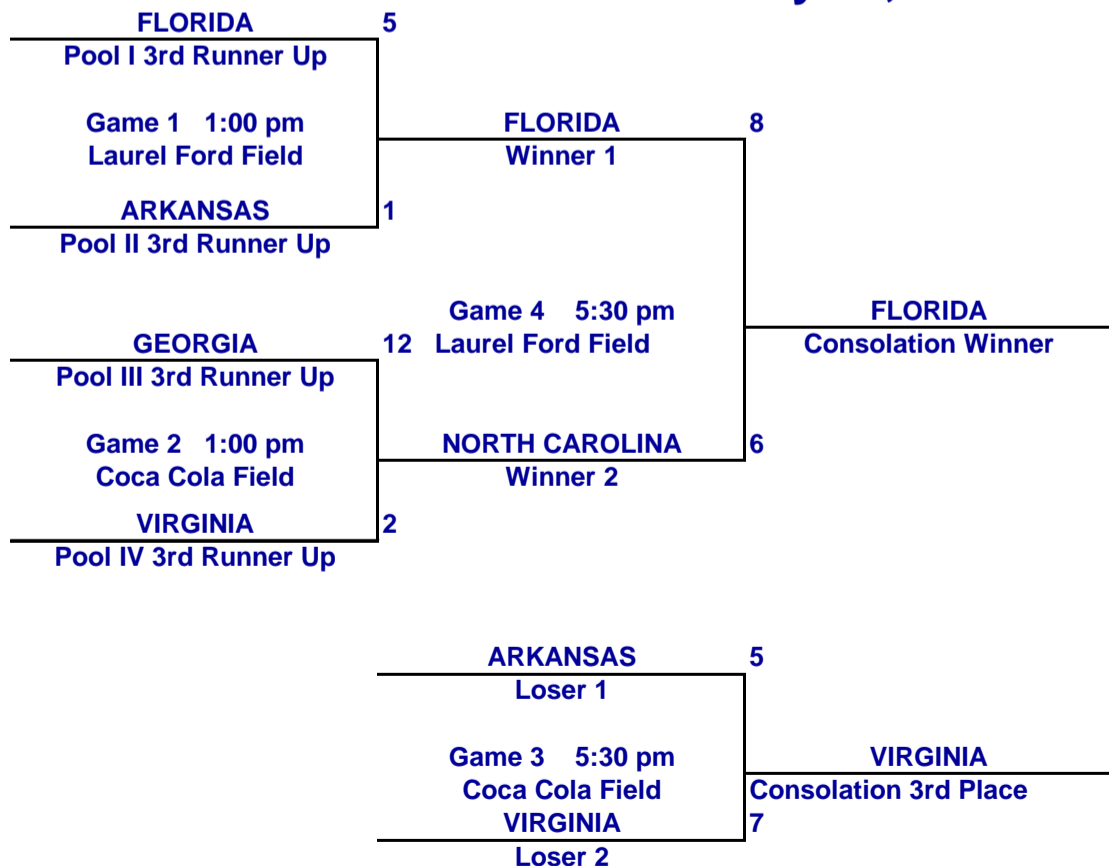 FLORIDA 5
Pool I 3rd Runner Up
Game 1 1:00 pm
Laurel Ford Field
ARKANSAS 1
Pool II 3rd Runner Up
GEORGIA 12
Pool III 3rd Runner Up
Game 2 1:00 pm
Coca Cola Field
VIRGINIA 2
Pool IV 3rd Runner Up
FLORIDA 8
Winner 1
Game 4 5:30 pm
Laurel Ford Field
NORTH CAROLINA 6
Winner 2
FLORIDA
Consolation Winner
ARKANSAS 5
Loser 1
Game 3 5:30 pm
Coca Cola Field
VIRGINIA 7
Loser 2
VIRGINIA
Consolation 3rd Place